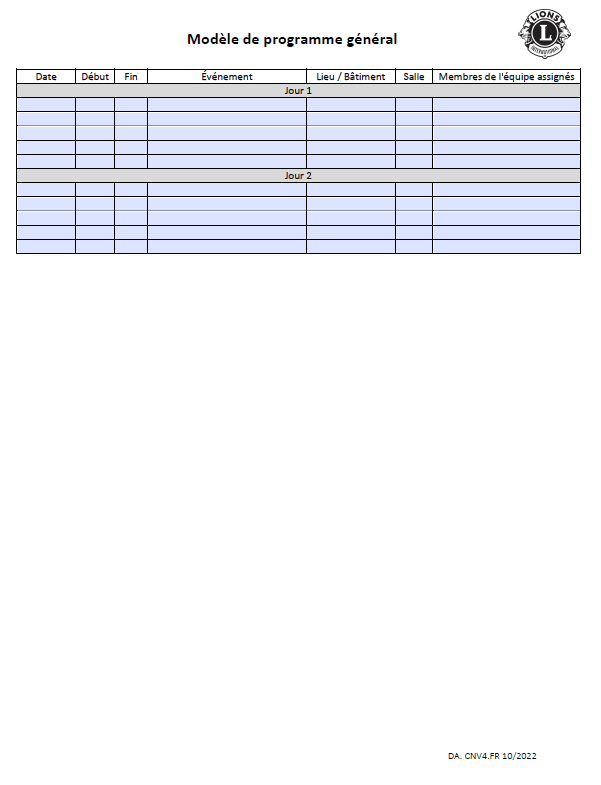 LIONS
L
INTERNATIONAL
Modèle de programme général
Date Début Fin Événement Lieu / Bâtiment Salle Membres de l'équipe assignés
Jour 1
Jour 2
DA. CNV4.FR 10/2022